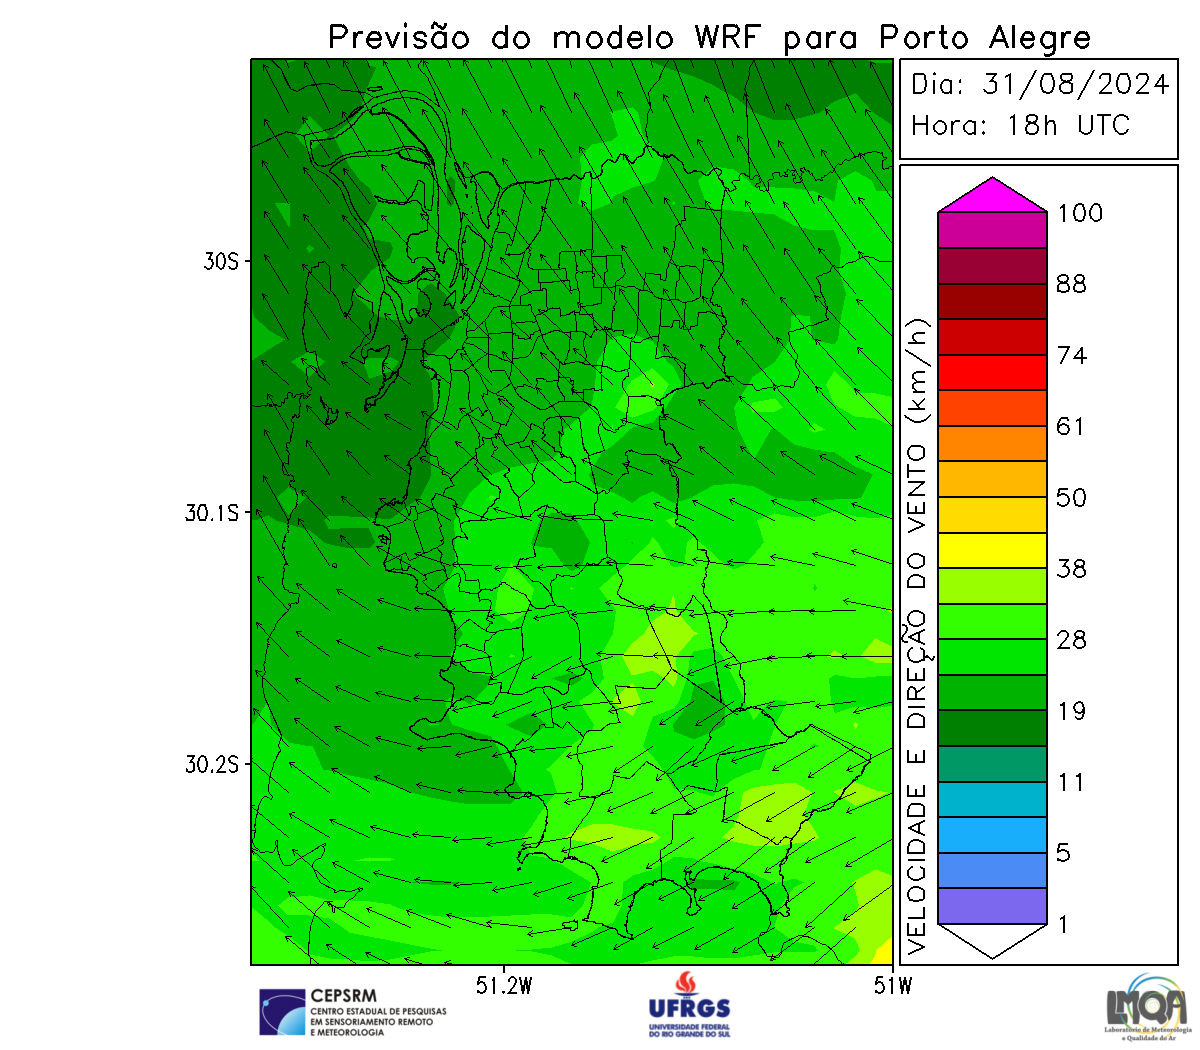 Previsão do modelo WRF para Porto Alegre
Dia: 31/08/2024
Hora: 18h UTC
100
88
74
61
50
38
28
19
11
5
1
VELOCIDADE E DIREÇÃO DO VENTO (km/h)
30S
30.1S
30.2S
51.2W
51W
CEPSRM
CENTRO ESTADUAL DE PESQUISAS
EM SENSORIAMENTO REMOTO
E METEOROLOGIA
UFRGS
UNIVERSIDADE FEDERAL
DO RIO GRANDE DO SUL
LMQA
Laboratório de Meteorologia
e Qualidade do Ar